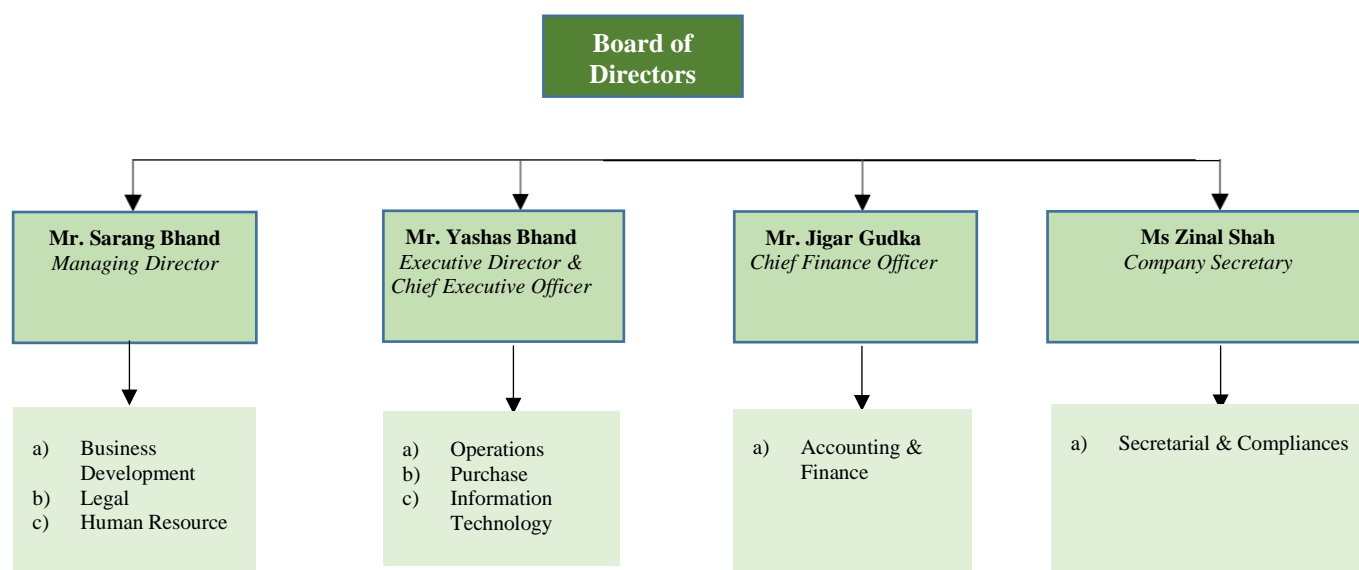 Board of
Directors
Mr. Sarang Bhand
Managing Director
Mr. Yashas Bhand
Executive Director &
Chief Executive Officer
Mr. Jigar Gudka
Chief Finance Officer
Ms Zinal Shah
Company Secretary
a) Business
Development
b) Legal
c) Human Resource
a) Operations
b) Purchase
c) Information
Technology
a) Accounting &
Finance
a) Secretarial & Compliances